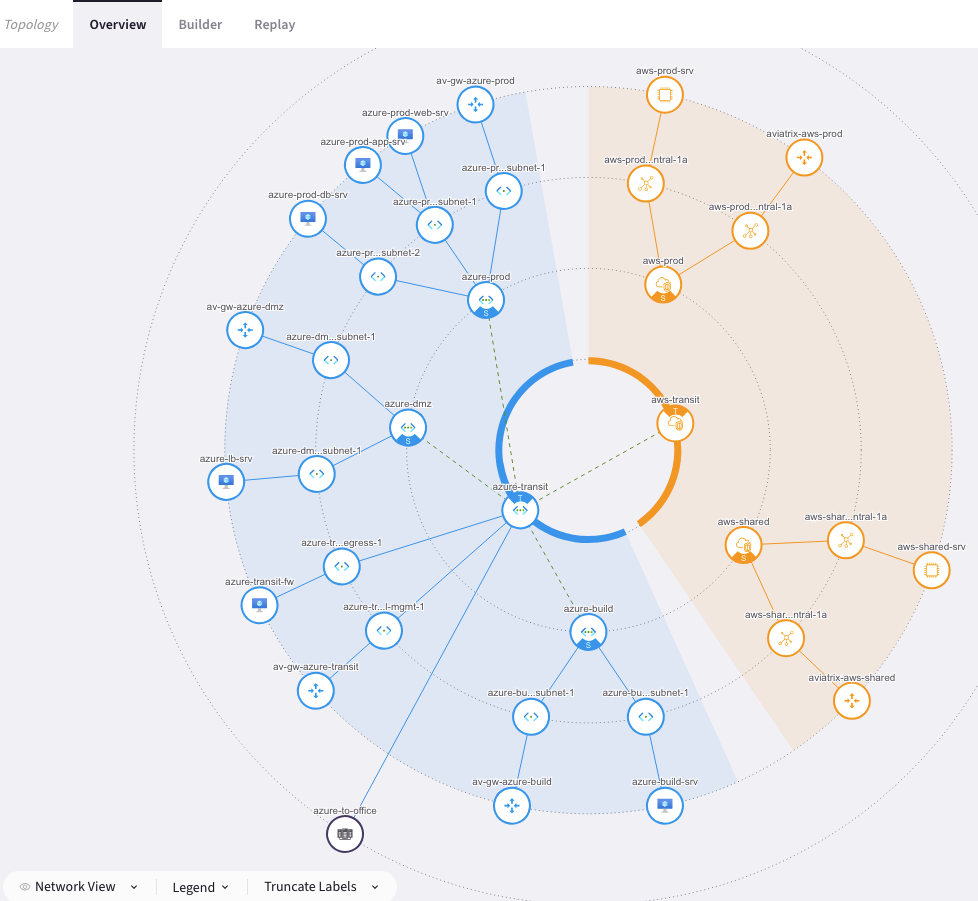 Topology
Overview
Builder
Replay
aws-prod-srv
av-gw-azure-prod
azure-prod-web-srv
aviatrix-aws-prod
azure-prod-app-srv
aws-prod...ntral-1a
azure-pr...subnet-1
azure-prod-db-srv
azure-pr...subnet-1
aws-prod...ntral-1a
azure-pr...subnet-2
aws-prod
azure-prod
S
S
av-gw-azure-dmz
azure-dm...subnet-1
aws-transit
T
azure-dmz
S
azure-dm...subnet-1
azure-lb-srv
azure-transit
T
aws-shared
S
aws-shar...ntral-1a
azure-tr...egress-1
aws-shared-srv
azure-transit-fw
azure-tr...l-mgmt-1
azure-build
S
aws-shar...ntral-1a
av-gw-azure-transit
aviatrix-aws-shared
azure-bu...subnet-1
azure-bu...subnet-1
av-gw-azure-build
azure-build-srv
azure-to-office
Network View
Legend
Truncate Labels